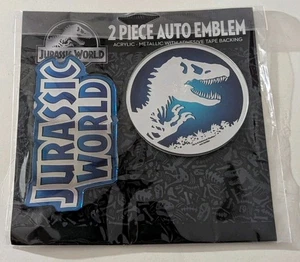 JURASSIC WORLD
2 PIECE AUTO EMBLEM
ACRYLIC - METALLIC WITH ADHESIVE TAPE BACKING
JURASSIC
WORLD